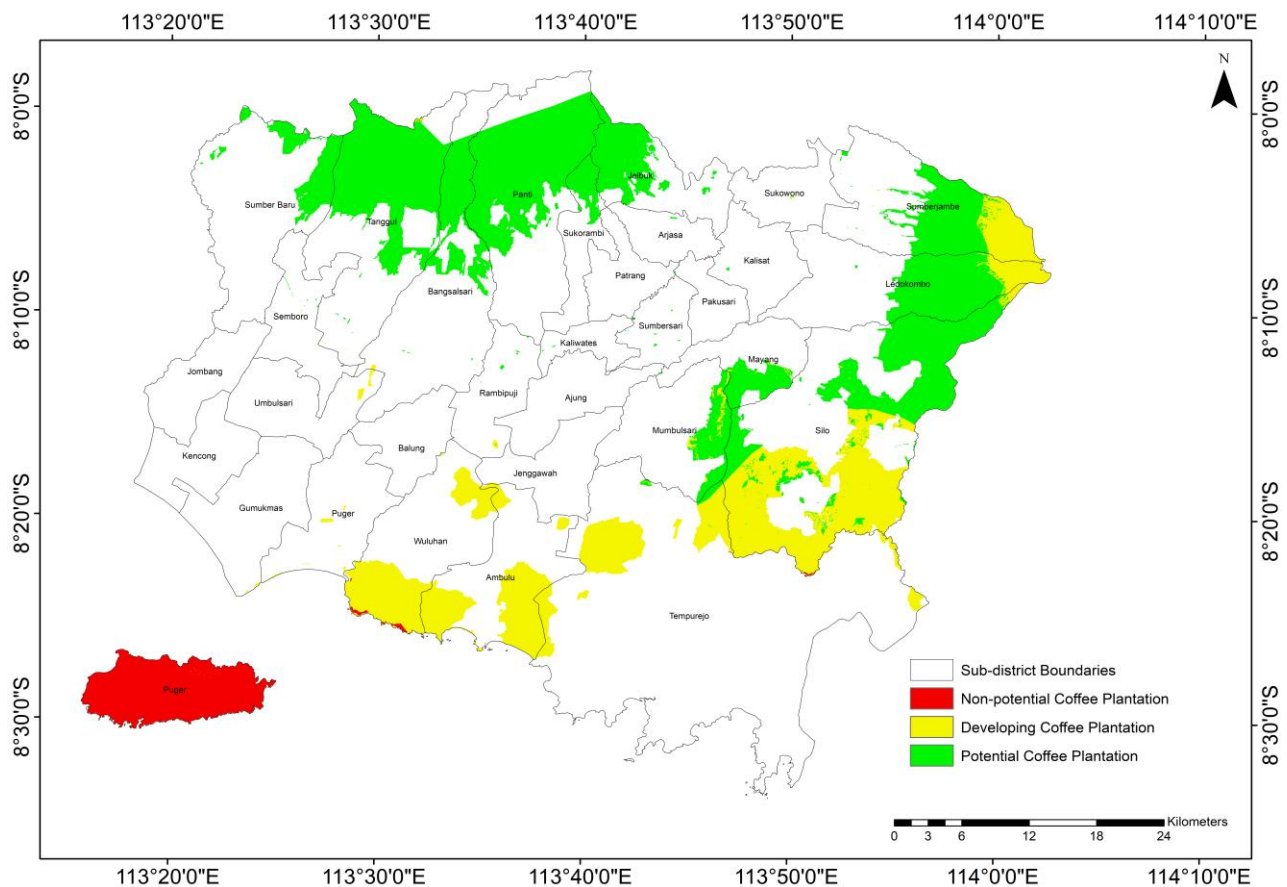 113°20'0"E 113°30'0"E 113°40'0"E 113°50'0"E 114°0'0"E 114°10'0"E
N
8°0'0"S 8°0'0"S
Jelbuk
Panti
Sukowono
Sumber Baru
Sumberjambe
Tanggul
Sukorambi
Arjasa
Kalisat
Patrang
Ledokombo
Bangsalsari
Pakusari
8°10'0"S 8°10'0"S
Semboro
Sumbersari
Kaliwates
Mayang
Jombang
Rambipuji
Ajung
Umbulsari
Mumbulsari
Silo
Balung
Kencong
Jenggawah
Gumukmas
Puger
8°20'0"S 8°20'0"S
Wuluhan
Ambulu
Tempurejo
Puger
Sub-district Boundaries
Non-potential Coffee Plantation
Developing Coffee Plantation
Potential Coffee Plantation
8°30'0"S 8°30'0"S
Kilometers
0 3 6 12 18 24
113°20'0"E 113°30'0"E 113°40'0"E 113°50'0"E 114°0'0"E 114°10'0"E